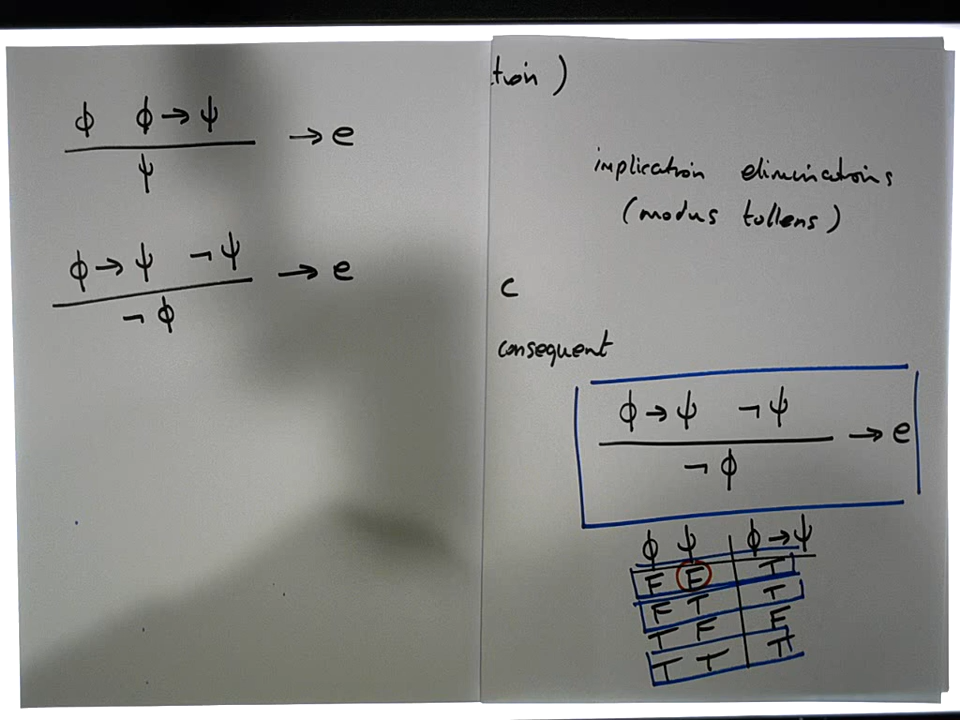 ϕ ϕ → ψ
ψ
→ e
ϕ → ψ ¬ ψ
¬ ϕ
→ e
tion )
implication eliminations
(modus tollens)
c
consequent
ϕ → ψ ¬ ψ
¬ ϕ
→ e
ϕ ψ ϕ → ψ
F F T
F T T
T F F
T T T